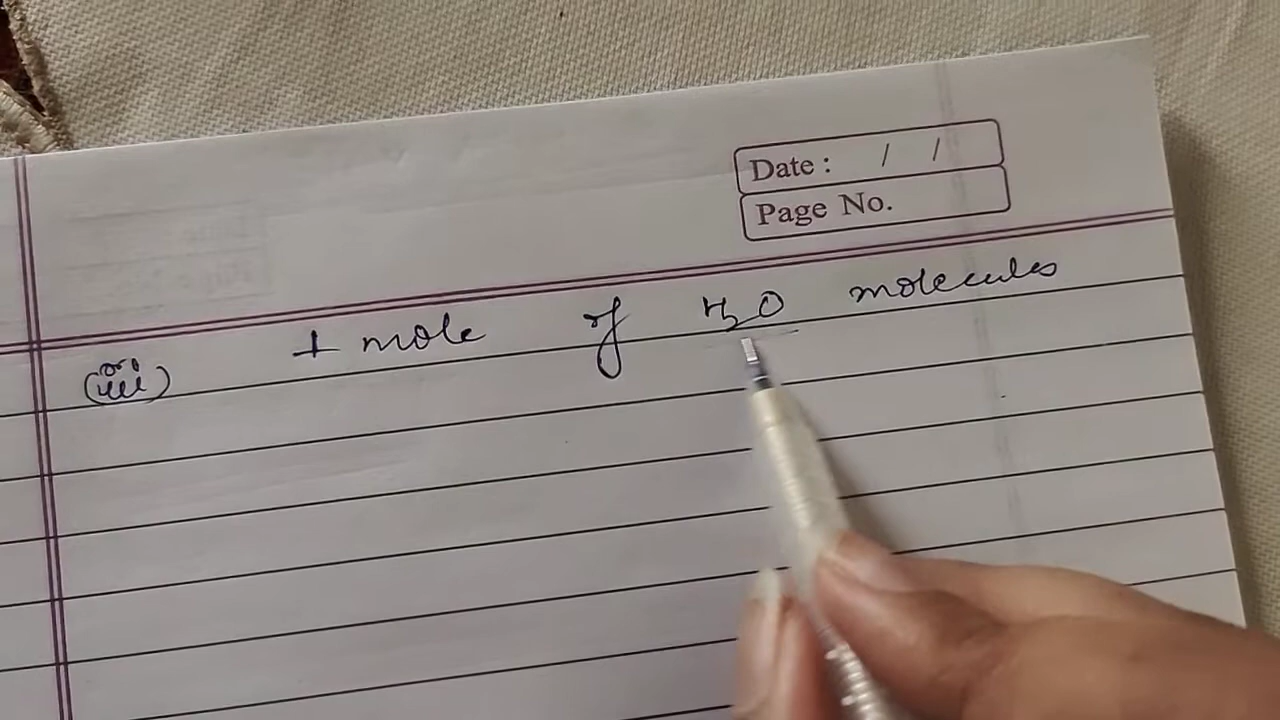 Date : / /
Page No.
(iii) 1 mole of H2O molecules